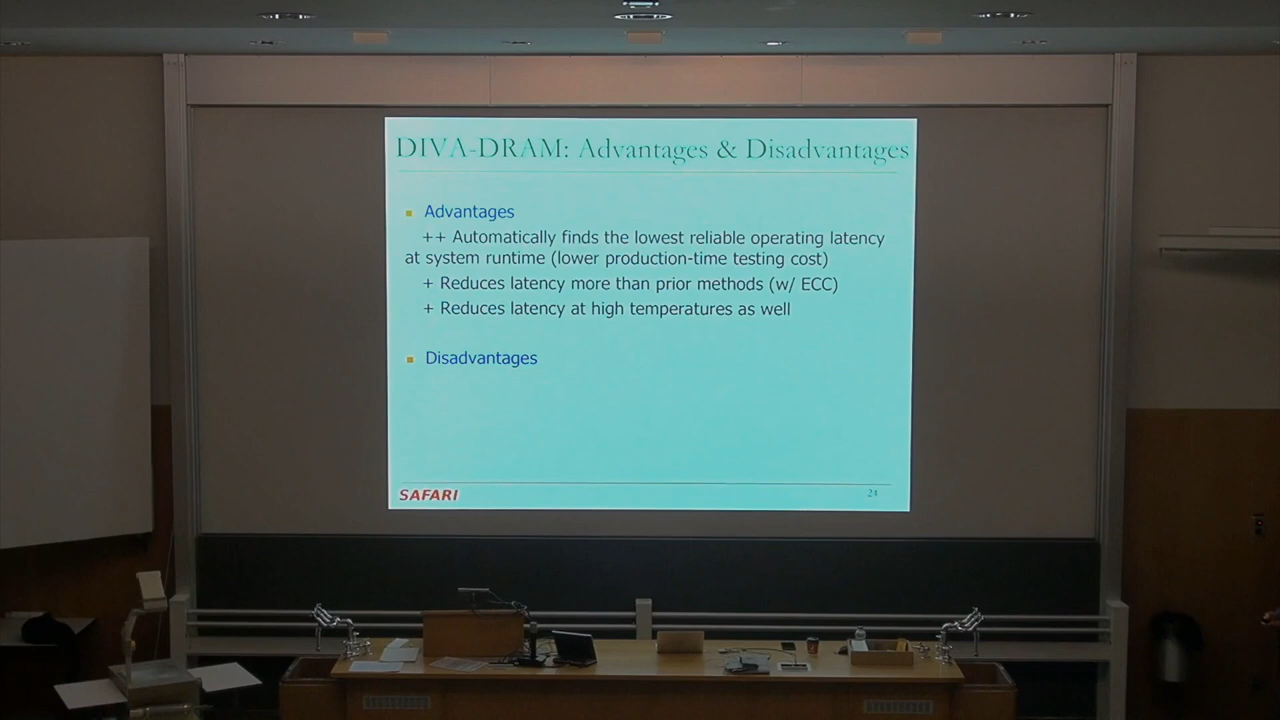 DIVA-DRAM: Advantages & Disadvantages
Advantages
++ Automatically finds the lowest reliable operating latency
at system runtime (lower production-time testing cost)
+ Reduces latency more than prior methods (w/ ECC)
+ Reduces latency at high temperatures as well
Disadvantages
SAFARI
24